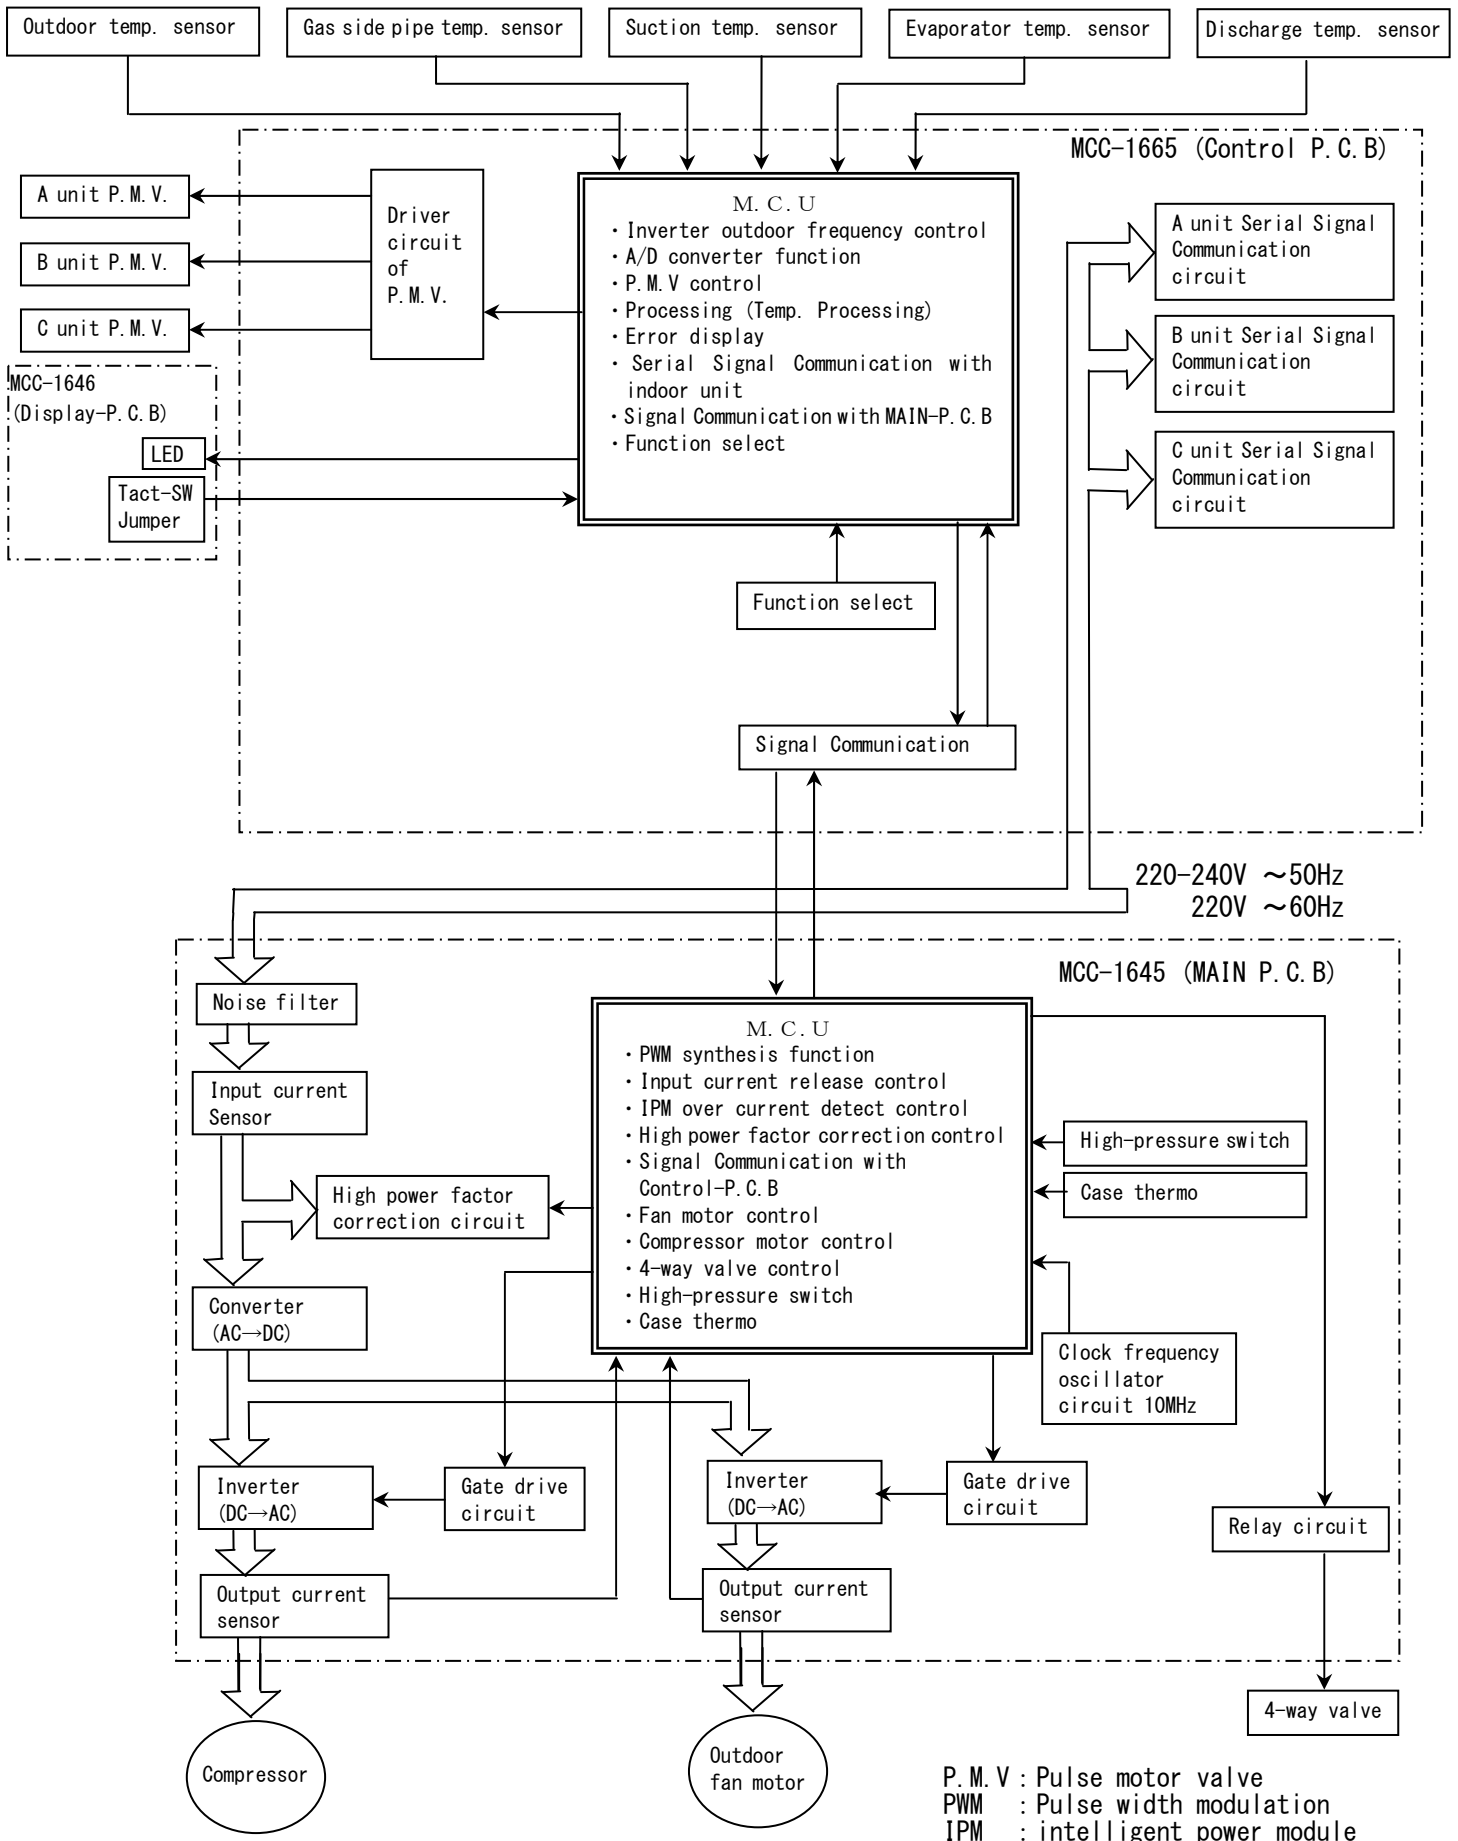 Outdoor temp. sensor
Gas side pipe temp. sensor
Suction temp. sensor
Evaporator temp. sensor
Discharge temp. sensor
MCC-1665 (Control P.C.B)
A unit P.M.V.
B unit P.M.V.
C unit P.M.V.
Driver
circuit
of
P.M.V.
M.C.U
・Inverter outdoor frequency control
・A/D converter function
・P.M.V control
・Processing (Temp. Processing)
・Error display
・Serial Signal Communication with
indoor unit
・Signal Communication with MAIN-P.C.B
・Function select
A unit Serial Signal
Communication
circuit
B unit Serial Signal
Communication
circuit
C unit Serial Signal
Communication
circuit
MCC-1646
(Display-P.C.B)
LED
Tact-SW
Jumper
Function select
Signal Communication
220-240V ～50Hz
220V ～60Hz
MCC-1645 (MAIN P.C.B)
Noise filter
Input current
Sensor
High power factor
correction circuit
Converter
(AC→DC)
M.C.U
・PWM synthesis function
・Input current release control
・IPM over current detect control
・High power factor correction control
・Signal Communication with
Control-P.C.B
・Fan motor control
・Compressor motor control
・4-way valve control
・High-pressure switch
・Case thermo
High-pressure switch
Case thermo
Clock frequency
oscillator
circuit 10MHz
Inverter
(DC→AC)
Gate drive
circuit
Inverter
(DC→AC)
Gate drive
circuit
Relay circuit
Output current
sensor
Output current
sensor
4-way valve
Compressor
Outdoor
fan motor
P.M.V : Pulse motor valve
PWM : Pulse width modulation
IPM : intelligent power module